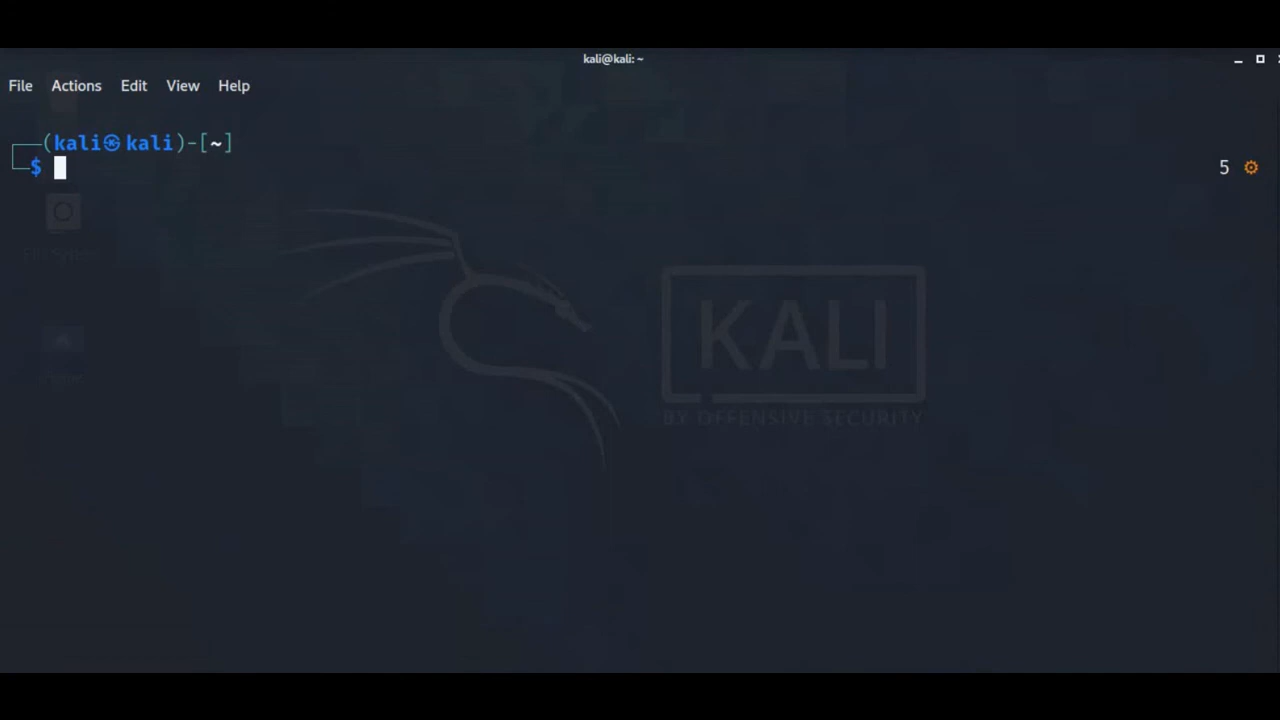 kali@kali: ~
File Actions Edit View Help
┌──(kali㉿kali)-[~]
└─$ 5 ⚙
KALI
BY OFFENSIVE SECURITY